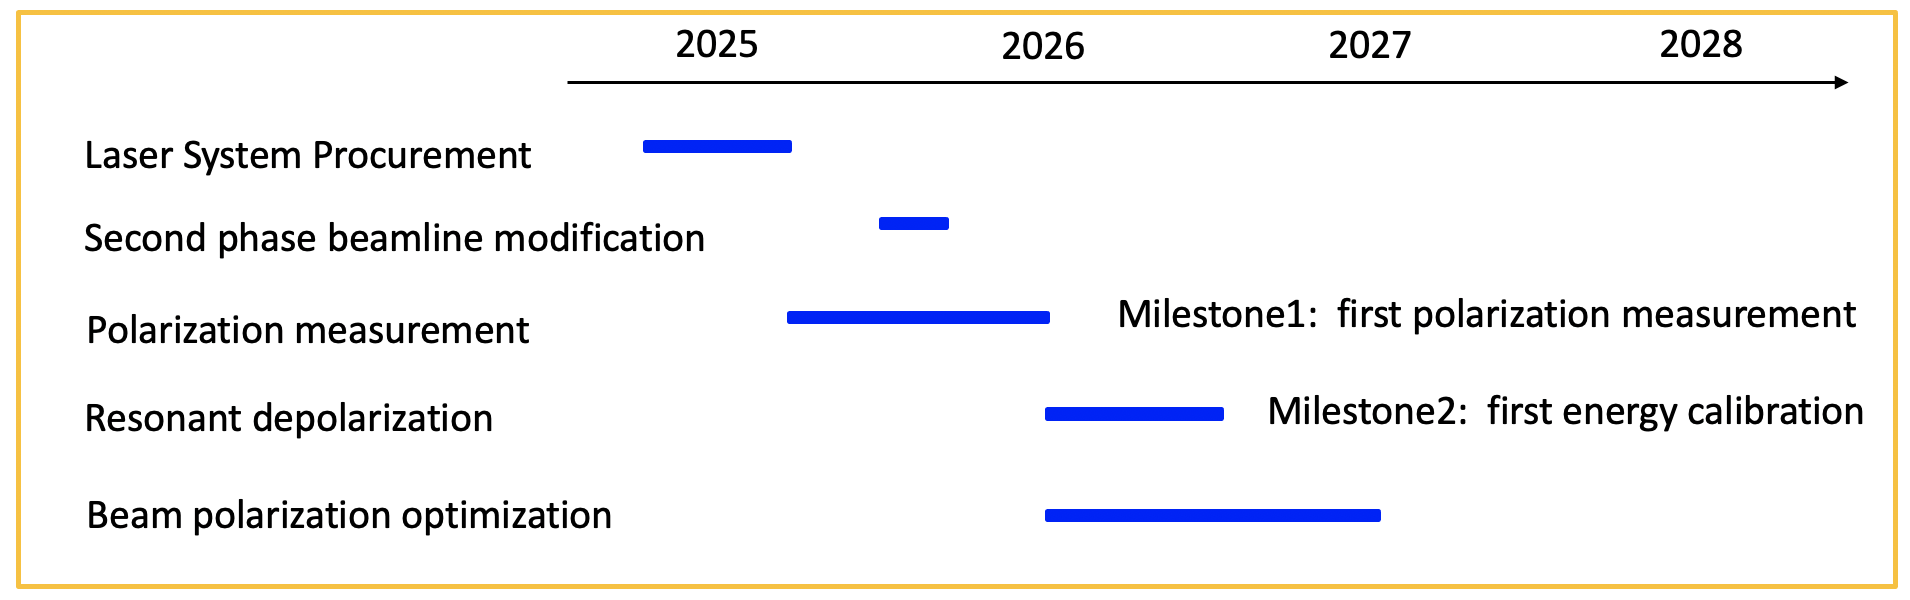 2025 2026 2027 2028
Laser System Procurement
Second phase beamline modification
Polarization measurement
Milestone1: first polarization measurement
Resonant depolarization
Milestone2: first energy calibration
Beam polarization optimization